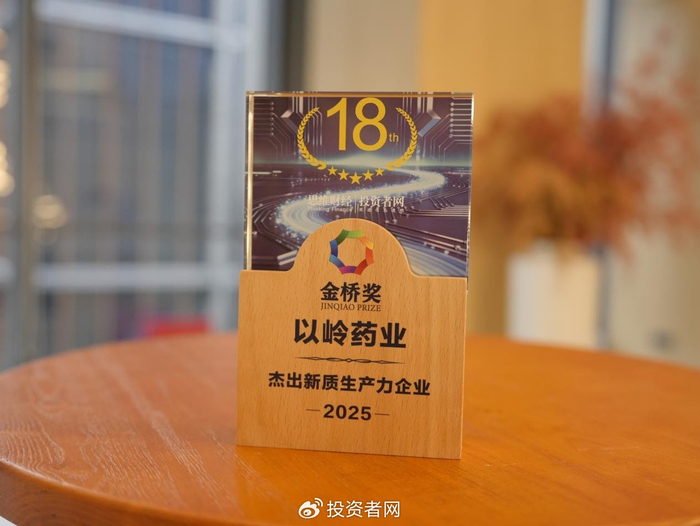 18th
思维财经 | 投资者网
金桥奖
JINQIAO PRIZE
以岭药业
杰出新质生产力企业
2025
投资者网